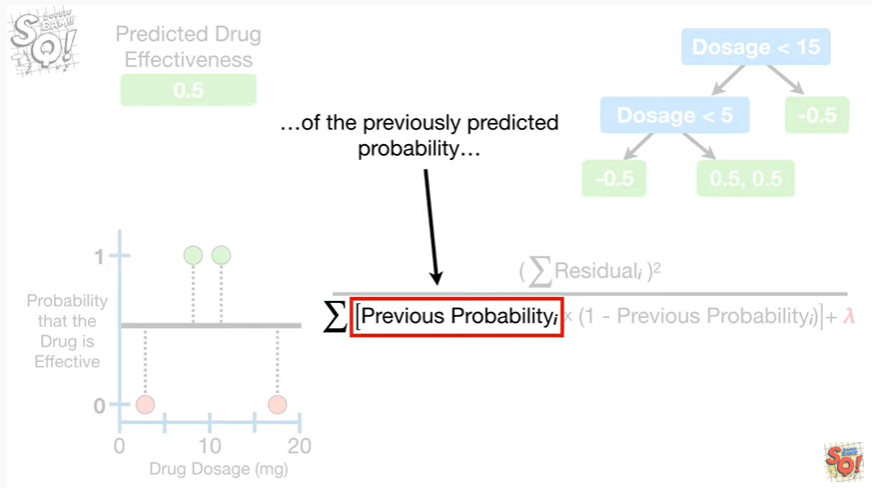 Predicted Drug
Effectiveness
0.5
…of the previously predicted
probability…
Dosage < 15
Dosage < 5
-0.5
-0.5
0.5, 0.5
(∑Residualᵢ )²
∑ [Previous Probabilityᵢ × (1 - Previous Probabilityᵢ)]+ λ
1
Probability
that the
Drug is
Effective
0
0 10 20
Drug Dosage (mg)
SQ!